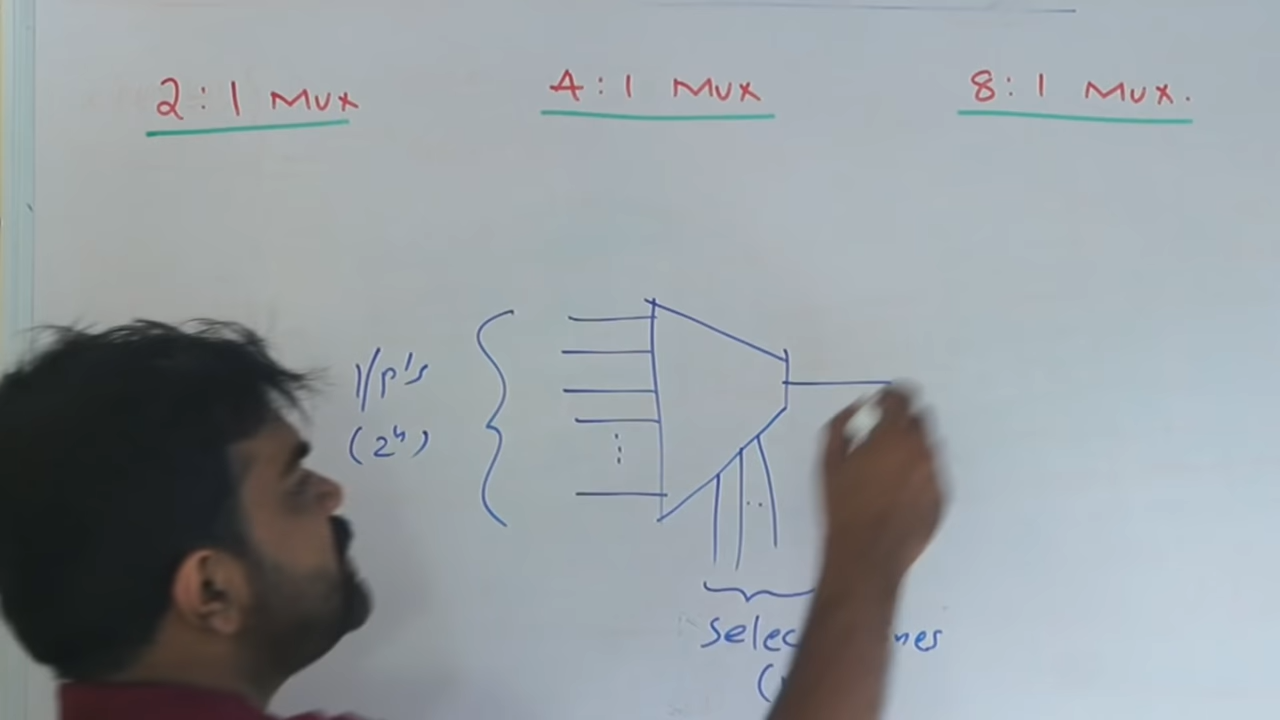 2 : 1 Mux
4 : 1 Mux
8 : 1 Mux.
I/p's
(2ⁿ)
Selec
nes
(